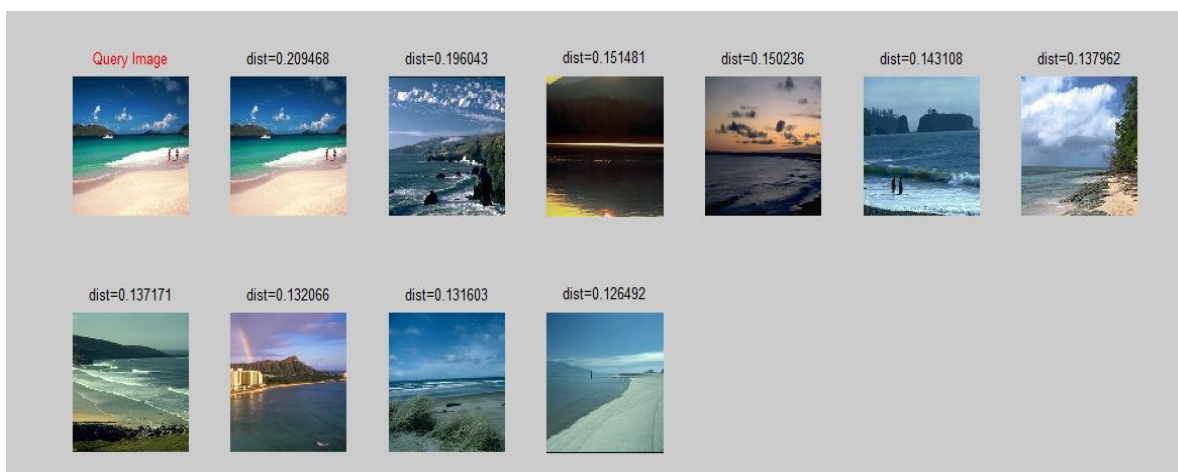 Query Image
dist=0.209468
dist=0.196043
dist=0.151481
dist=0.150236
dist=0.143108
dist=0.137962
dist=0.137171
dist=0.132066
dist=0.131603
dist=0.126492